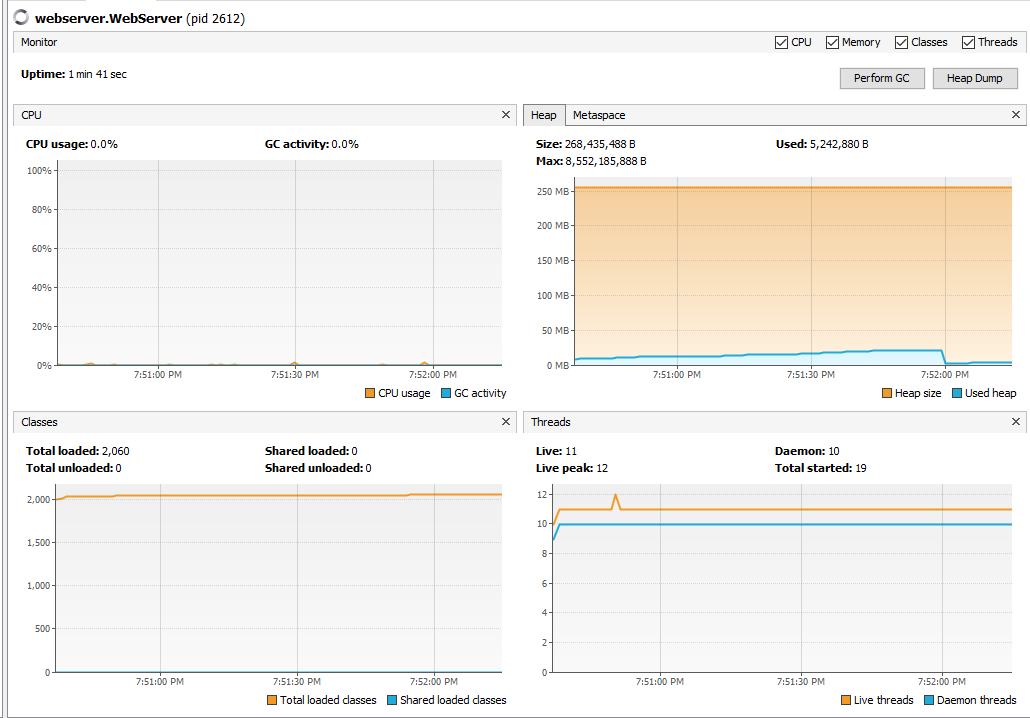 webserver.WebServer (pid 2612)
Monitor
CPU Memory Classes Threads
Uptime: 1 min 41 sec
Perform GC Heap Dump
CPU
CPU usage: 0.0% GC activity: 0.0%
100%
80%
60%
40%
20%
0%
7:51:00 PM 7:51:30 PM 7:52:00 PM
CPU usage GC activity
Heap Metaspace
Size: 268,435,488 B Used: 5,242,880 B
Max: 8,552,185,888 B
250 MB
200 MB
150 MB
100 MB
50 MB
0 MB
7:51:00 PM 7:51:30 PM 7:52:00 PM
Heap size Used heap
Classes
Total loaded: 2,060 Shared loaded: 0
Total unloaded: 0 Shared unloaded: 0
2,000
1,500
1,000
500
0
7:51:00 PM 7:51:30 PM 7:52:00 PM
Total loaded classes Shared loaded classes
Threads
Live: 11 Daemon: 10
Live peak: 12 Total started: 19
12
10
8
6
4
2
0
7:51:00 PM 7:51:30 PM 7:52:00 PM
Live threads Daemon threads